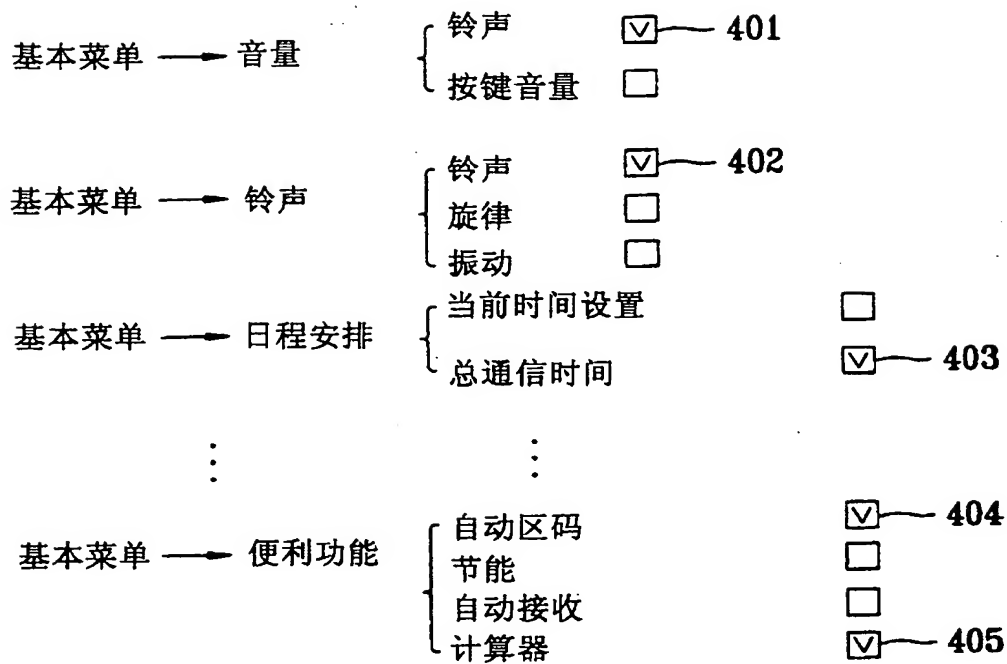 铃声 401
基本菜单 音量
按键音量
铃声 402
基本菜单 铃声
旋律
振动
当前时间设置
基本菜单 日程安排
总通信时间 403
自动区码 404
基本菜单 便利功能
节能
自动接收
计算器 405